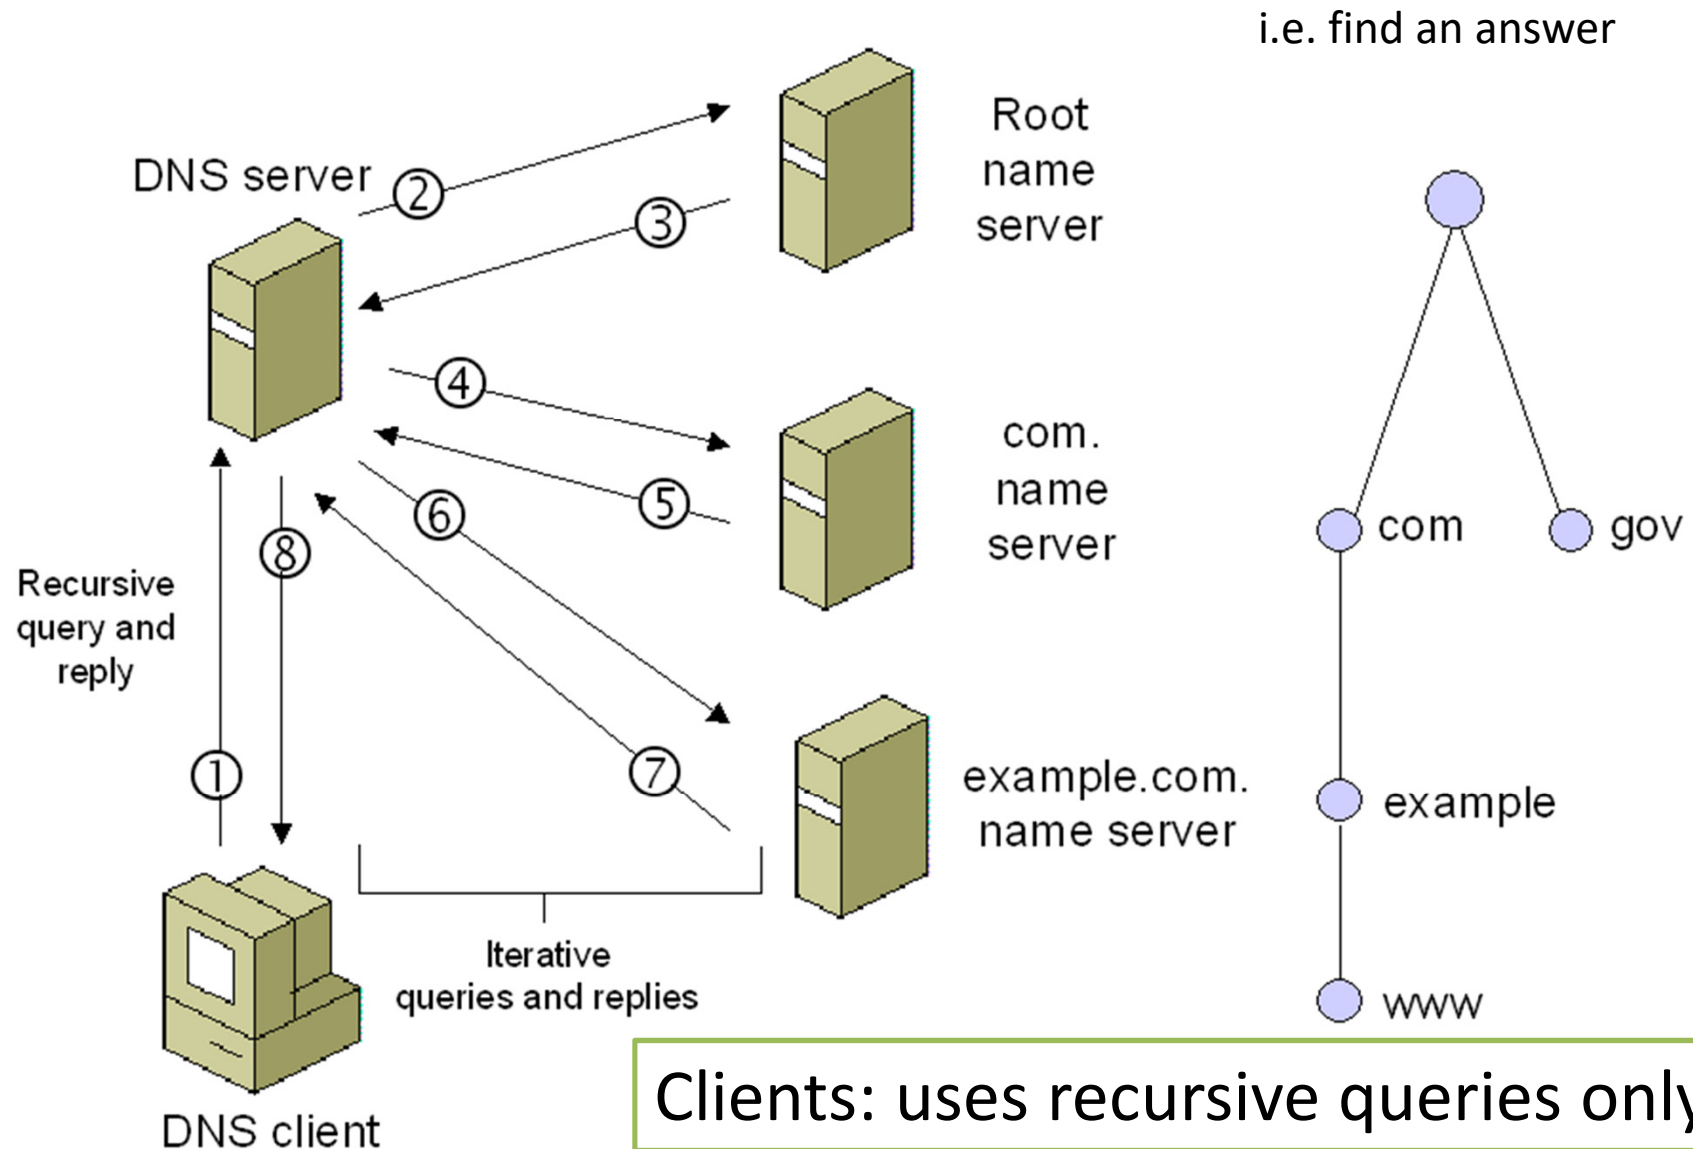 i.e. find an answer
Root
name
server
DNS server
②
③
④
com.
name
server
⑤
⑥
⑧
Recursive
query and
reply
①
⑦
example.com.
name server
Iterative
queries and replies
DNS client
com
gov
example
www
Clients: uses recursive queries only